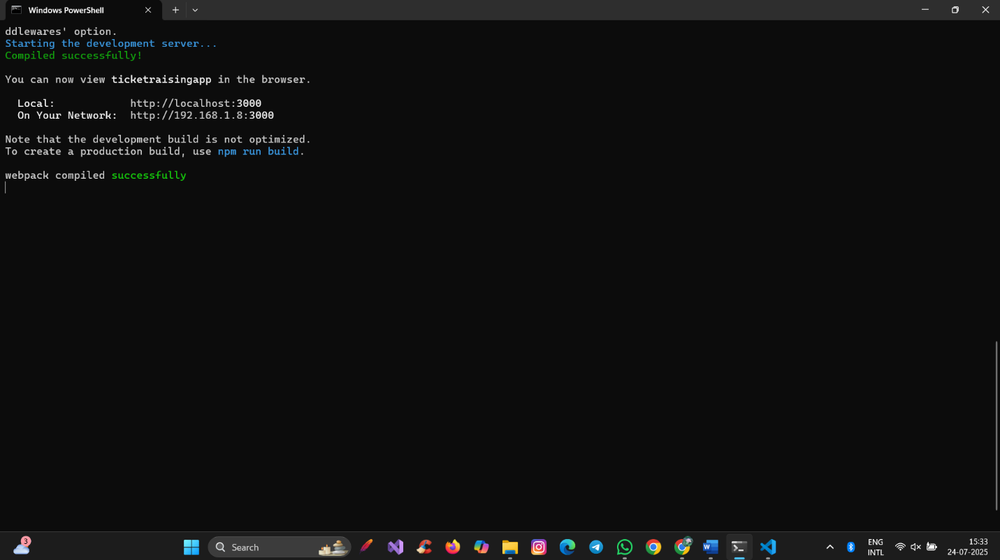 Windows PowerShell
ddlewares' option.
Starting the development server...
Compiled successfully!
You can now view ticketraisingapp in the browser.
Local: http://localhost:3000
On Your Network: http://192.168.1.8:3000
Note that the development build is not optimized.
To create a production build, use npm run build.
webpack compiled successfully
3
Search
W
ENG
INTL
15:33
24-07-2025